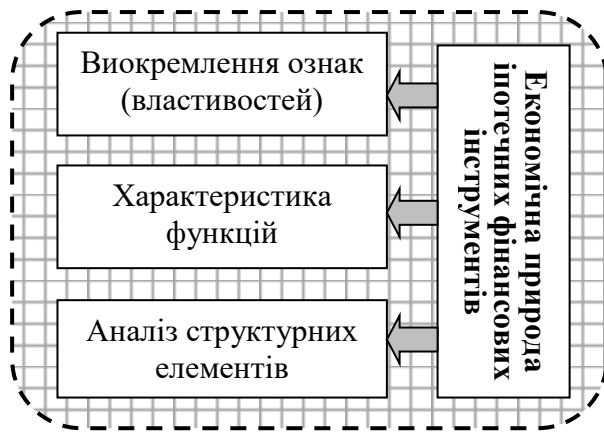 Виокремлення ознак
(властивостей)
Характеристика
функцій
Аналіз структурних
елементів
Економічна природа
іпотечних фінансових
інструментів